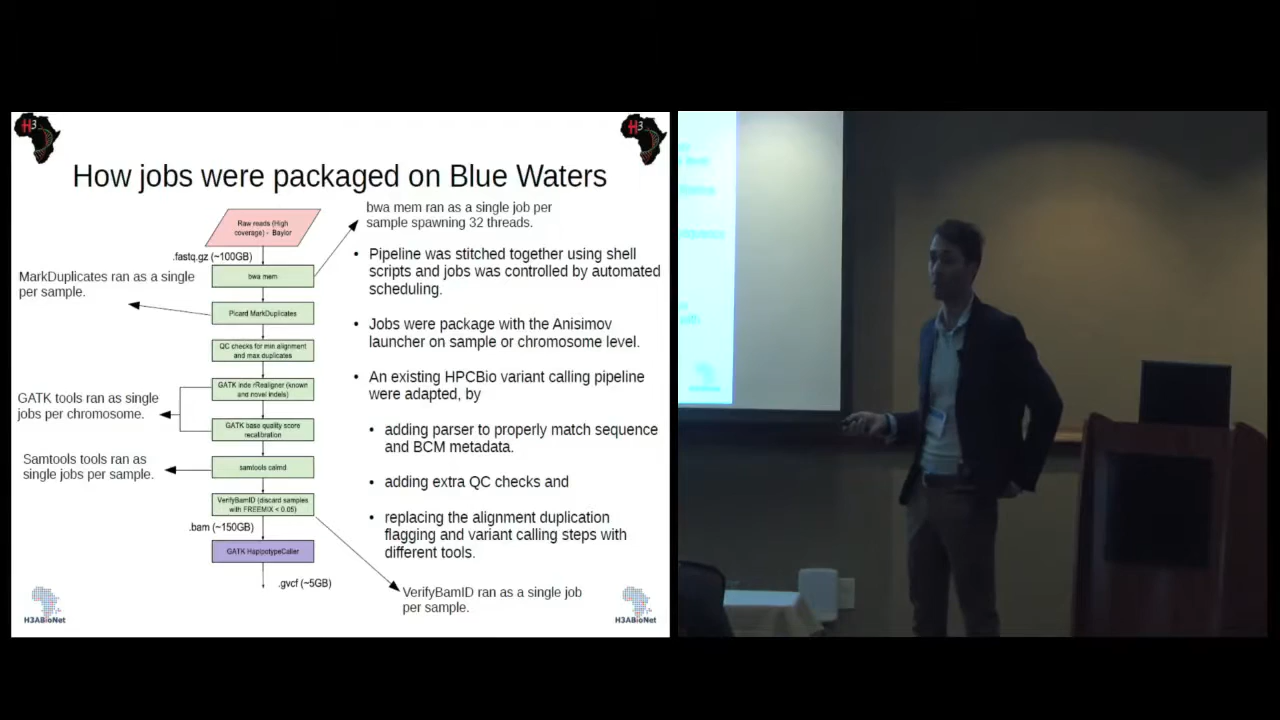 H3
H3
How jobs were packaged on Blue Waters
bwa mem ran as a single job per
sample spawning 32 threads.
Raw reads (High
coverage) - Baylor
.fastq.gz (~100GB)
bwa mem
MarkDuplicates ran as a single
per sample.
Picard MarkDuplicates
QC checks for min alignment
and max duplicates
GATK inde rRealigner (known
and novel indels)
GATK tools ran as single
jobs per chromosome.
GATK base quality score
recalibration
Samtools tools ran as
single jobs per sample.
samtools calmd
VerifyBamID (discard samples
with FREEMIX < 0.05)
.bam (~150GB)
GATK HaplpotypeCaller
.gvcf (~5GB)
VerifyBamID ran as a single job
per sample.
• Pipeline was stitched together using shell
scripts and jobs was controlled by automated
scheduling.
• Jobs were package with the Anisimov
launcher on sample or chromosome level.
• An existing HPCBio variant calling pipeline
were adapted, by
• adding parser to properly match sequence
and BCM metadata.
• adding extra QC checks and
• replacing the alignment duplication
flagging and variant calling steps with
different tools.
H3ABioNet
H3ABioNet